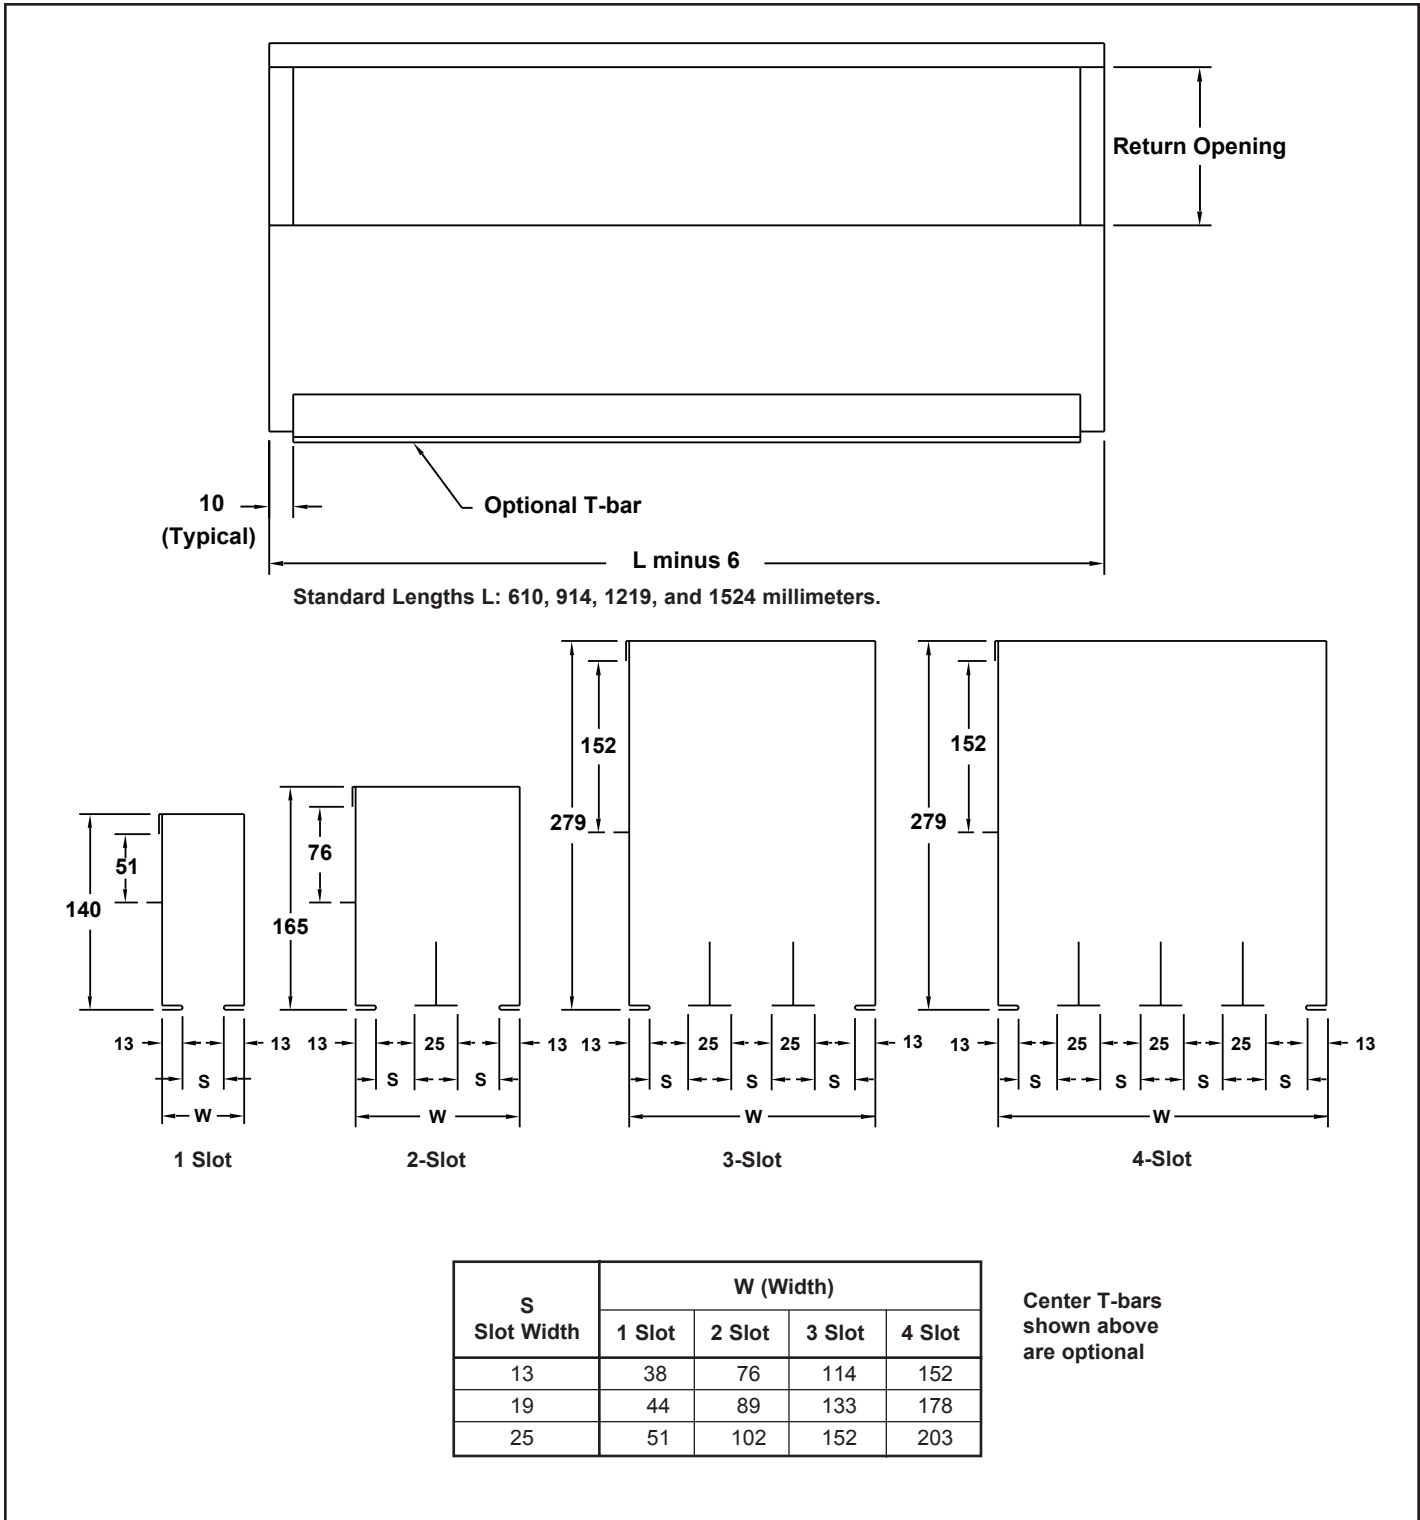 Return Opening
10
(Typical)
Optional T-bar
L minus 6
Standard Lengths L: 610, 914, 1219, and 1524 millimeters.
51
140
13
13
S
W
1 Slot
76
165
13
25
13
S
S
W
2-Slot
152
279
13
25
25
13
S
S
S
W
3-Slot
152
279
13
25
25
25
13
S
S
S
S
W
4-Slot
S
Slot Width
W (Width)
1 Slot 2 Slot 3 Slot 4 Slot
13 38 76 114 152
19 44 89 133 178
25 51 102 152 203
Center T-bars
shown above
are optional